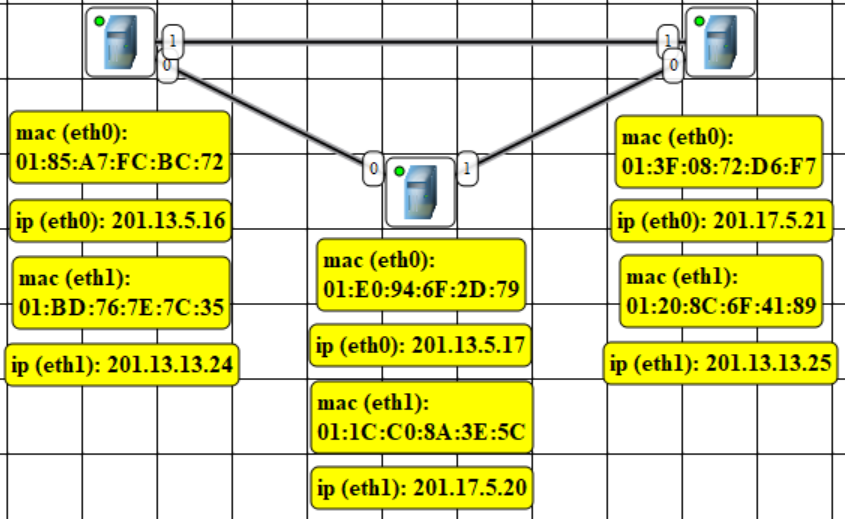 1
0
1
0
0
1
mac (eth0):
01:85:A7:FC:BC:72
ip (eth0): 201.13.5.16
mac (eth1):
01:BD:76:7E:7C:35
ip (eth1): 201.13.13.24
mac (eth0):
01:E0:94:6F:2D:79
ip (eth0): 201.13.5.17
mac (eth1):
01:1C:C0:8A:3E:5C
ip (eth1): 201.17.5.20
mac (eth0):
01:3F:08:72:D6:F7
ip (eth0): 201.17.5.21
mac (eth1):
01:20:8C:6F:41:89
ip (eth1): 201.13.13.25